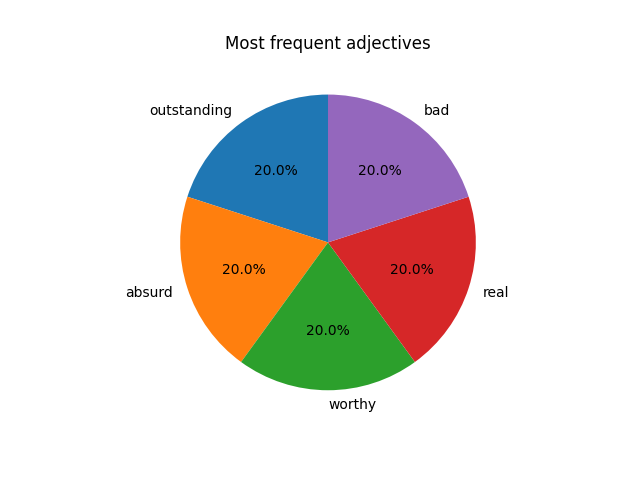 Most frequent adjectives
outstanding
bad
20.0%
20.0%
20.0%
20.0%
absurd
real
20.0%
worthy